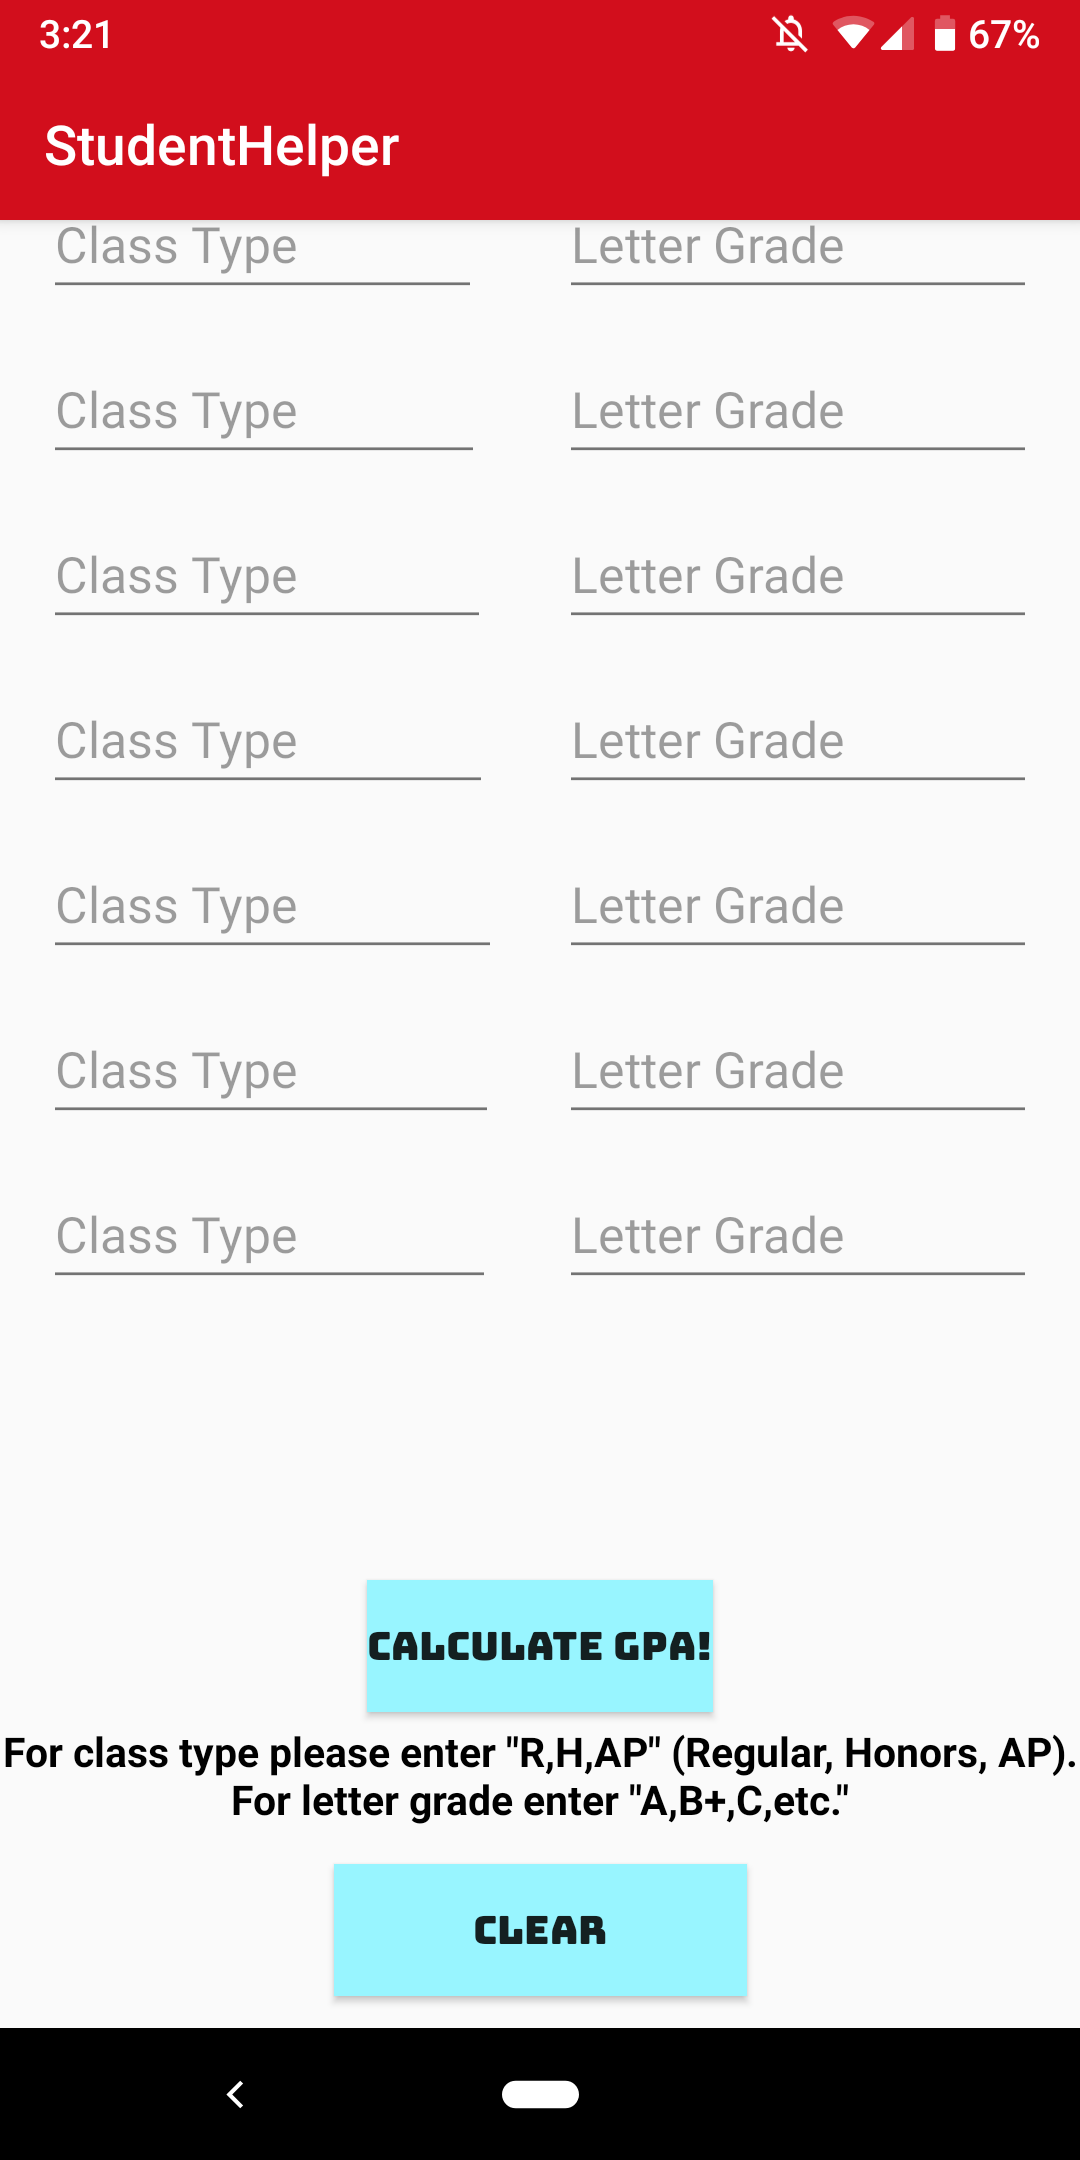 3:21 67%
StudentHelper
Class Type Letter Grade
Class Type Letter Grade
Class Type Letter Grade
Class Type Letter Grade
Class Type Letter Grade
Class Type Letter Grade
Class Type Letter Grade
CALCULATE GPA!
For class type please enter "R,H,AP" (Regular, Honors, AP).
For letter grade enter "A,B+,C,etc."
CLEAR